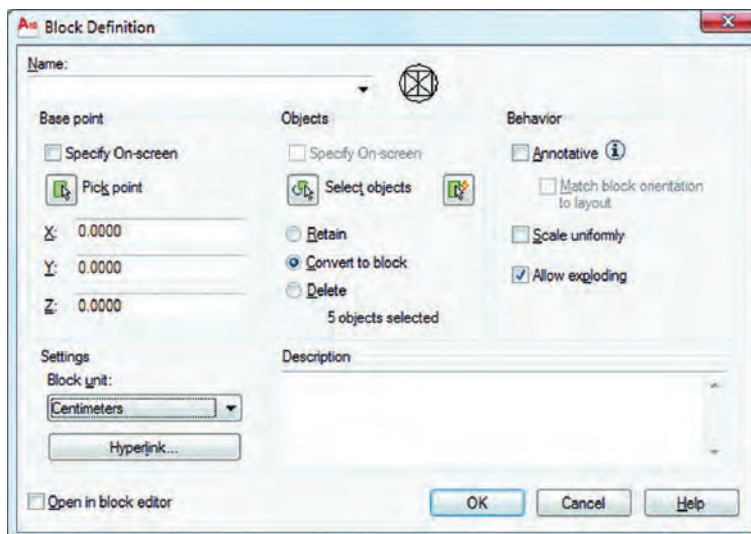 A10 Block Definition
Name:
Base point
Specify On-screen
Pick point
X: 0.0000
Y: 0.0000
Z: 0.0000
Objects
Specify On-screen
Select objects
Retain
Convert to block
Delete
5 objects selected
Behavior
Annotative
Match block orientation
to layout
Scale uniformly
Allow exploding
Settings
Block unit:
Centimeters
Hyperlink...
Description
Open in block editor
OK
Cancel
Help